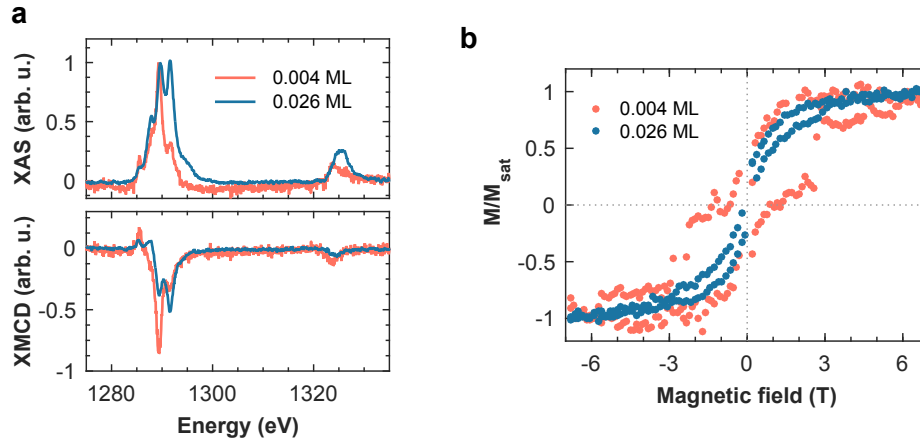 a
XAS (arb. u.)
1
0.5
0
0.004 ML
0.026 ML
XMCD (arb. u.)
0
-0.5
-1
1280
1300
1320
Energy (eV)
b
M/M_sat
1
0.5
0
-0.5
-1
0.004 ML
0.026 ML
-6
-3
0
3
6
Magnetic field (T)